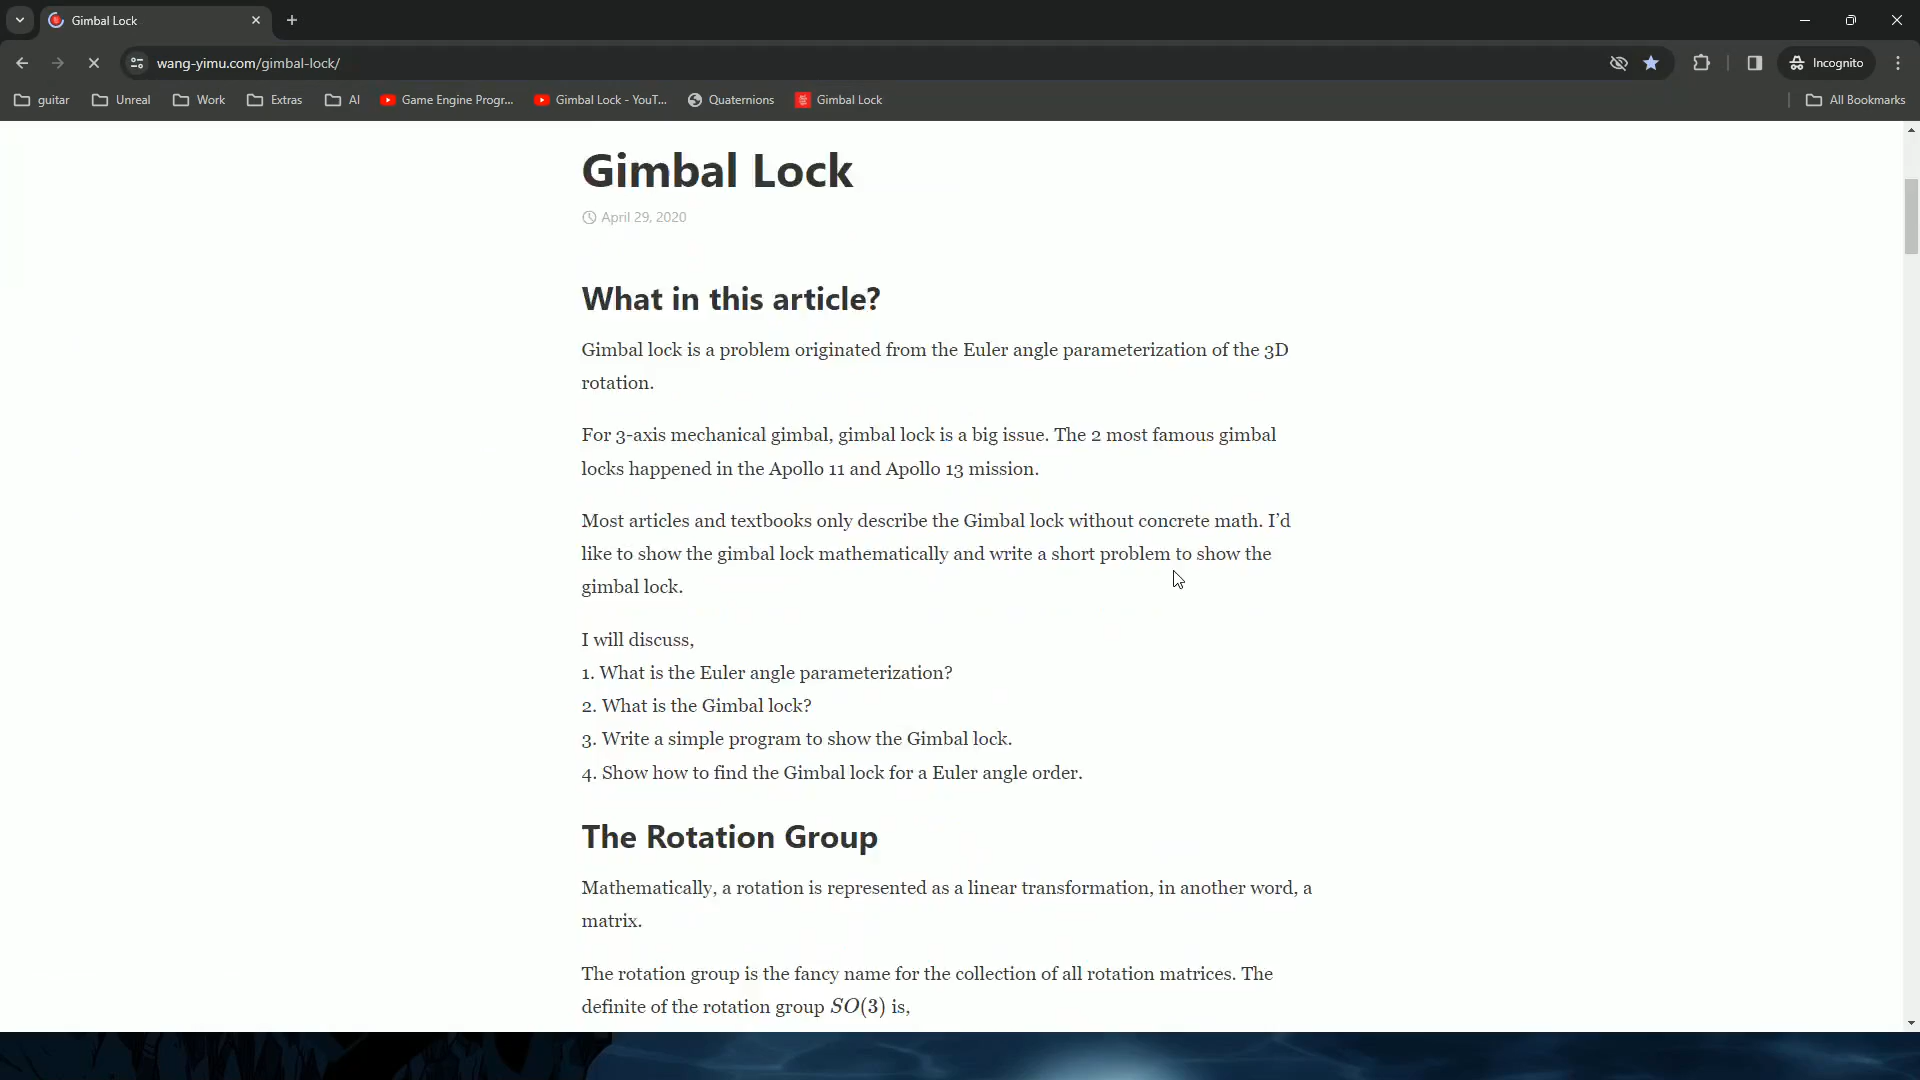 Gimbal Lock
wang-yimu.com/gimbal-lock/
Incognito
guitar
Unreal
Work
Extras
AI
Game Engine Progr...
Gimbal Lock - YouT...
Quaternions
Gimbal Lock
All Bookmarks
Gimbal Lock
April 29, 2020
What in this article?
Gimbal lock is a problem originated from the Euler angle parameterization of the 3D
rotation.
For 3-axis mechanical gimbal, gimbal lock is a big issue. The 2 most famous gimbal
locks happened in the Apollo 11 and Apollo 13 mission.
Most articles and textbooks only describe the Gimbal lock without concrete math. I’d
like to show the gimbal lock mathematically and write a short problem to show the
gimbal lock.
I will discuss,
1. What is the Euler angle parameterization?
2. What is the Gimbal lock?
3. Write a simple program to show the Gimbal lock.
4. Show how to find the Gimbal lock for a Euler angle order.
The Rotation Group
Mathematically, a rotation is represented as a linear transformation, in another word, a
matrix.
The rotation group is the fancy name for the collection of all rotation matrices. The
definite of the rotation group SO(3) is,